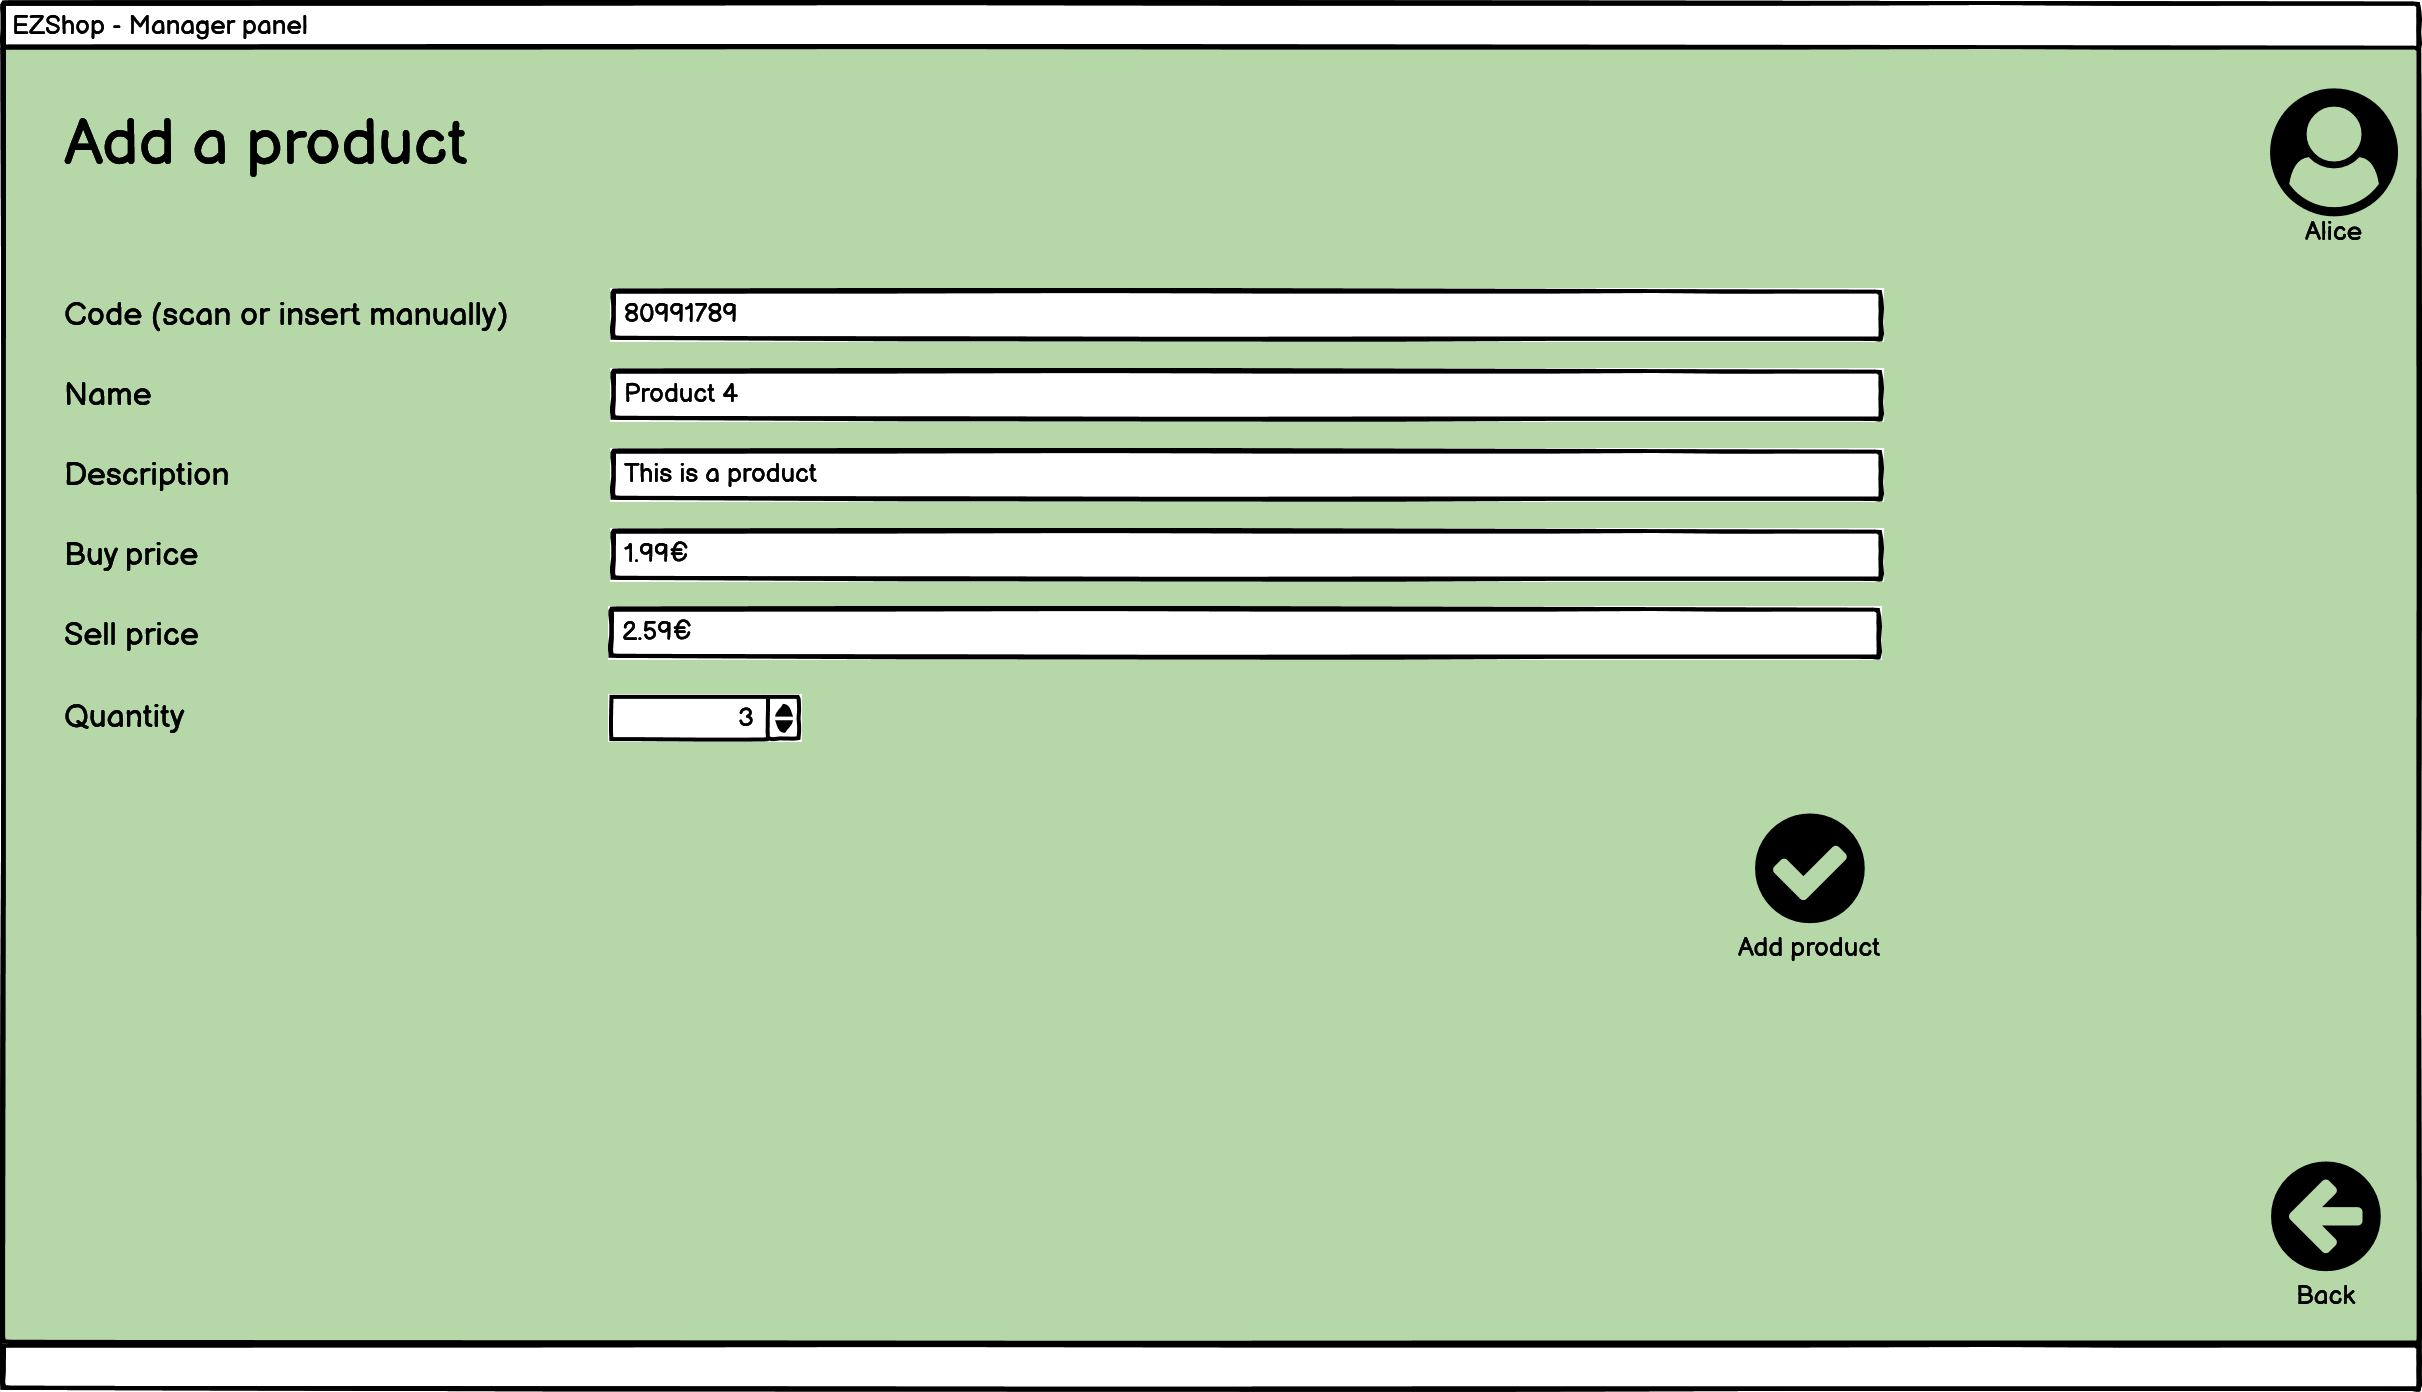 EZShop - Manager panel
Add a product
Alice
Code (scan or insert manually) 80991789
Name Product 4
Description This is a product
Buy price 1.99€
Sell price 2.59€
Quantity 3
Add product
Back